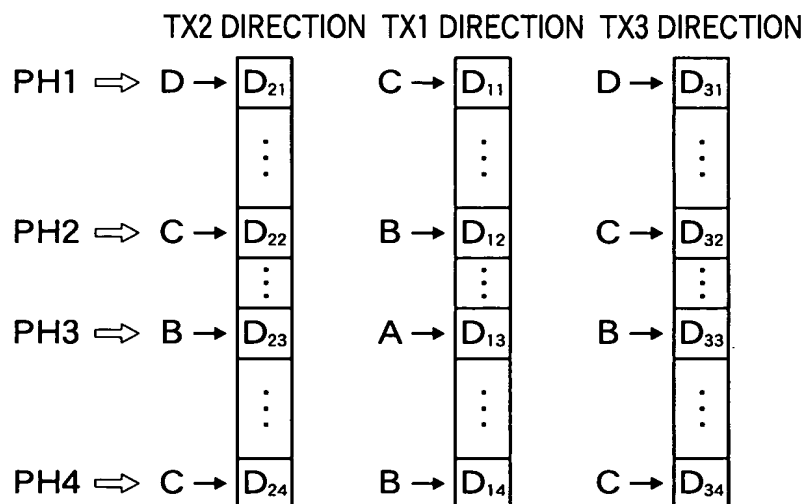 TX2 DIRECTION TX1 DIRECTION TX3 DIRECTION
PH1 ⇨ D → D₂₁ C → D₁₁ D → D₃₁
⋮ ⋮ ⋮
PH2 ⇨ C → D₂₂ B → D₁₂ C → D₃₂
⋮ ⋮ ⋮
PH3 ⇨ B → D₂₃ A → D₁₃ B → D₃₃
⋮ ⋮ ⋮
PH4 ⇨ C → D₂₄ B → D₁₄ C → D₃₄